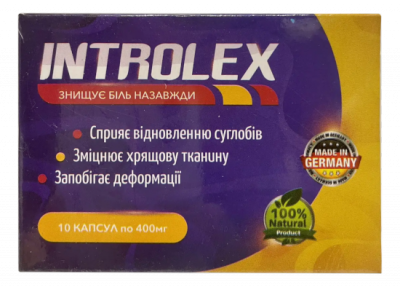 INTROLEX
ЗНИЩУЄ БІЛЬ НАЗАВЖДИ
Сприяє відновленню суглобів
Зміцнює хрящову тканину
Запобігає деформації
MADE IN
GERMANY
100%
Natural
Product
10 КАПСУЛ по 400мг